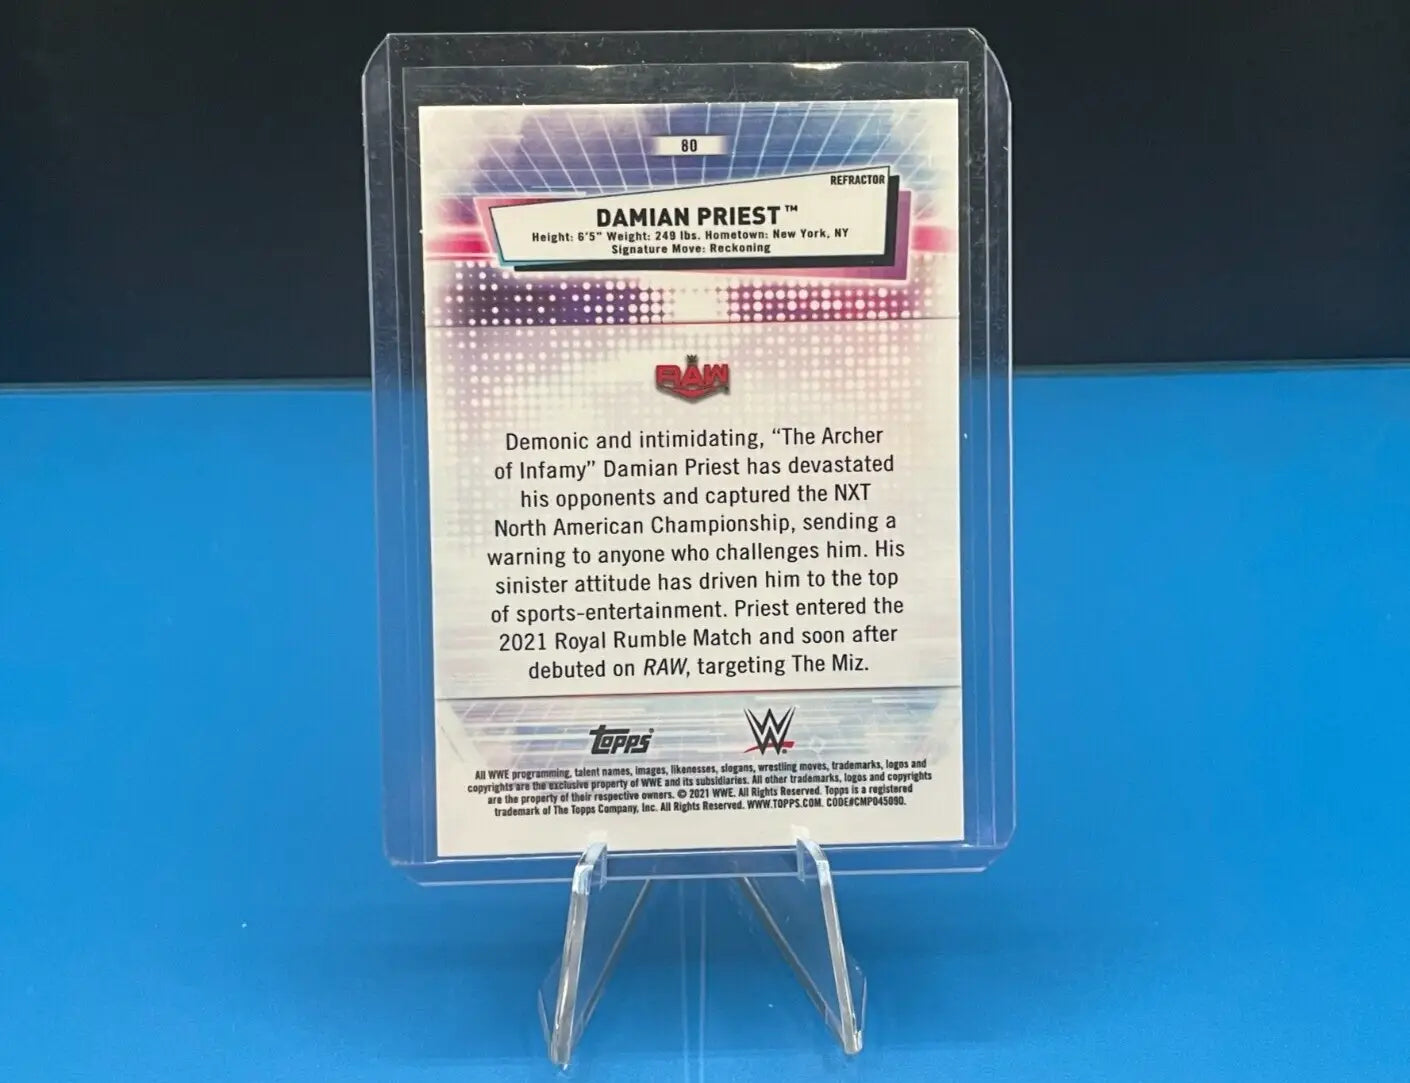 80
REFRACTOR
DAMIAN PRIEST™
Height: 6'5" Weight: 249 lbs. Hometown: New York, NY
Signature Move: Reckoning
RAW
Demonic and intimidating, “The Archer
of Infamy” Damian Priest has devastated
his opponents and captured the NXT
North American Championship, sending a
warning to anyone who challenges him. His
sinister attitude has driven him to the top
of sports-entertainment. Priest entered the
2021 Royal Rumble Match and soon after
debuted on RAW, targeting The Miz.
Topps W
All WWE programming, talent names, images, likenesses, slogans, wrestling moves, trademarks, logos and
copyrights are the exclusive property of WWE and its subsidiaries. All other trademarks, logos and copyrights
are the property of their respective owners. © 2021 WWE. All Rights Reserved. Topps is a registered
trademark of The Topps Company, Inc. All Rights Reserved. WWW.TOPPS.COM. CODE#CMP045090.